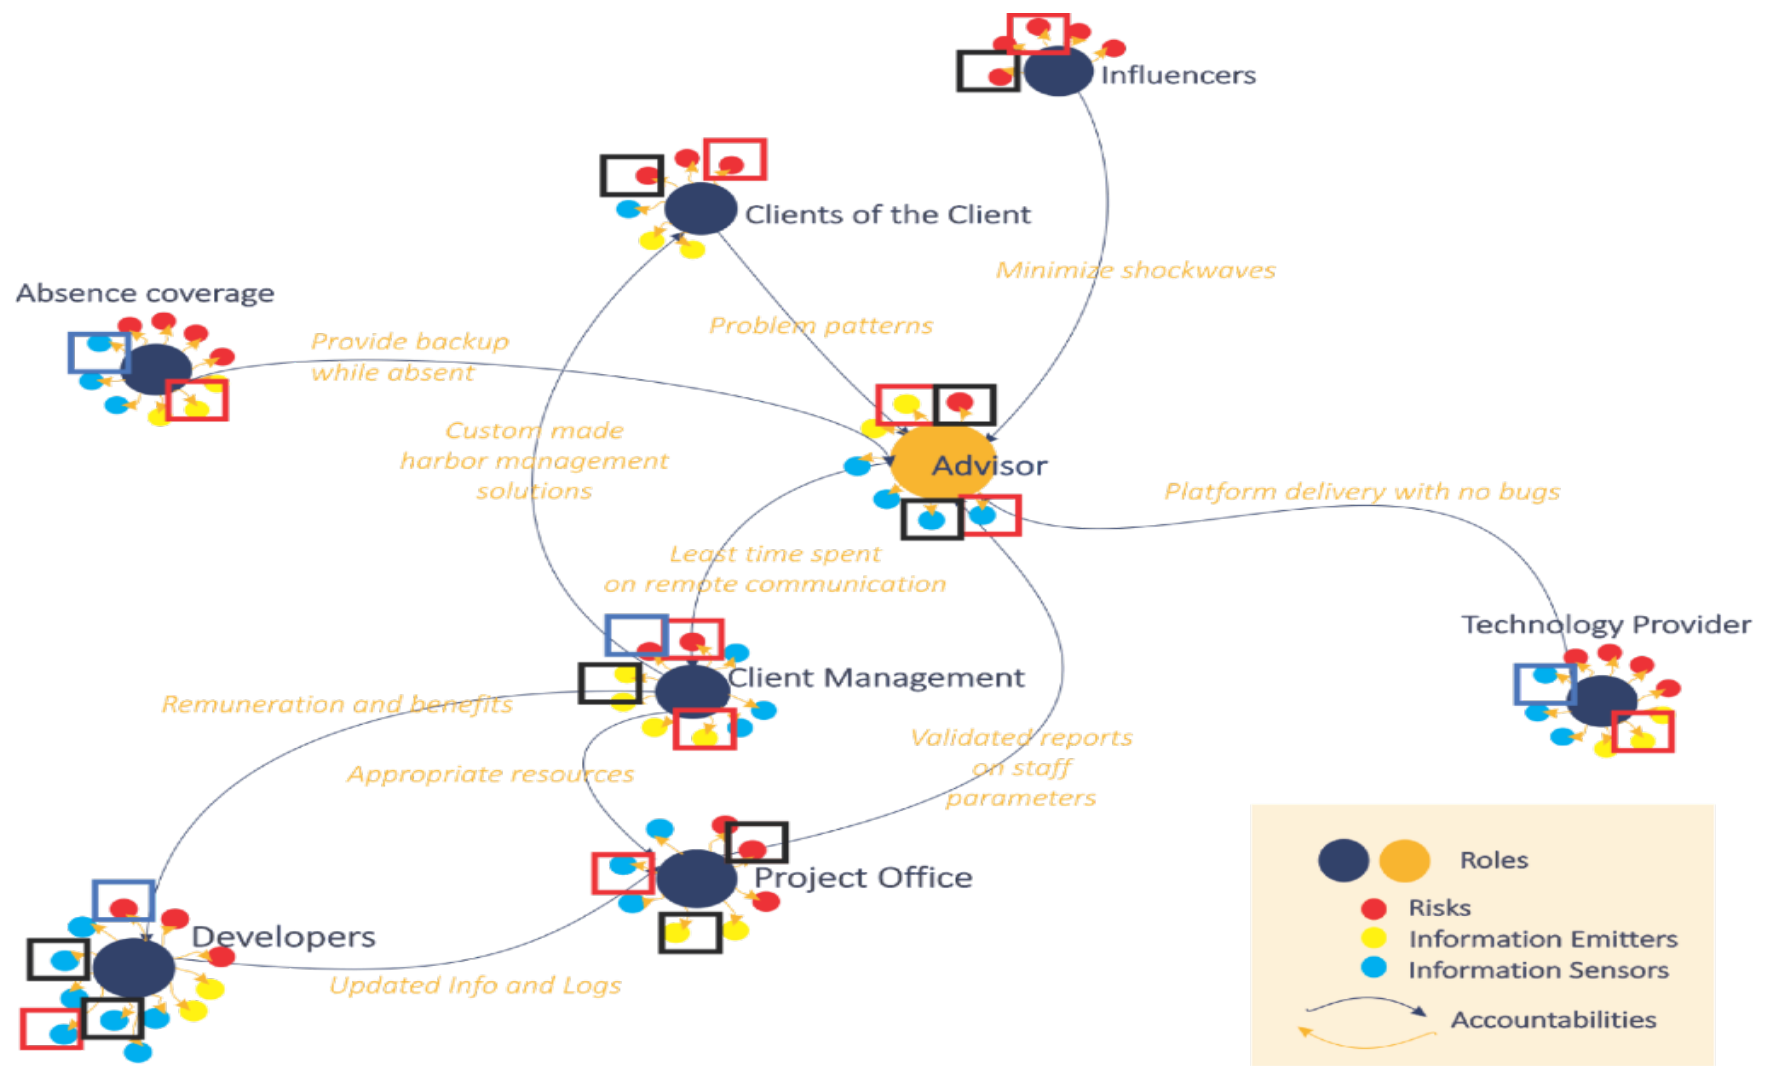 Influencers
Clients of the Client
Minimize shockwaves
Absence coverage
Problem patterns
Provide backup
while absent
Custom made
harbor management
solutions
Advisor
Platform delivery with no bugs
Least time spent
on remote communication
Technology Provider
Client Management
Remuneration and benefits
Validated reports
on staff
parameters
Appropriate resources
Project Office
Developers
Updated Info and Logs
Roles
Risks
Information Emitters
Information Sensors
Accountabilities